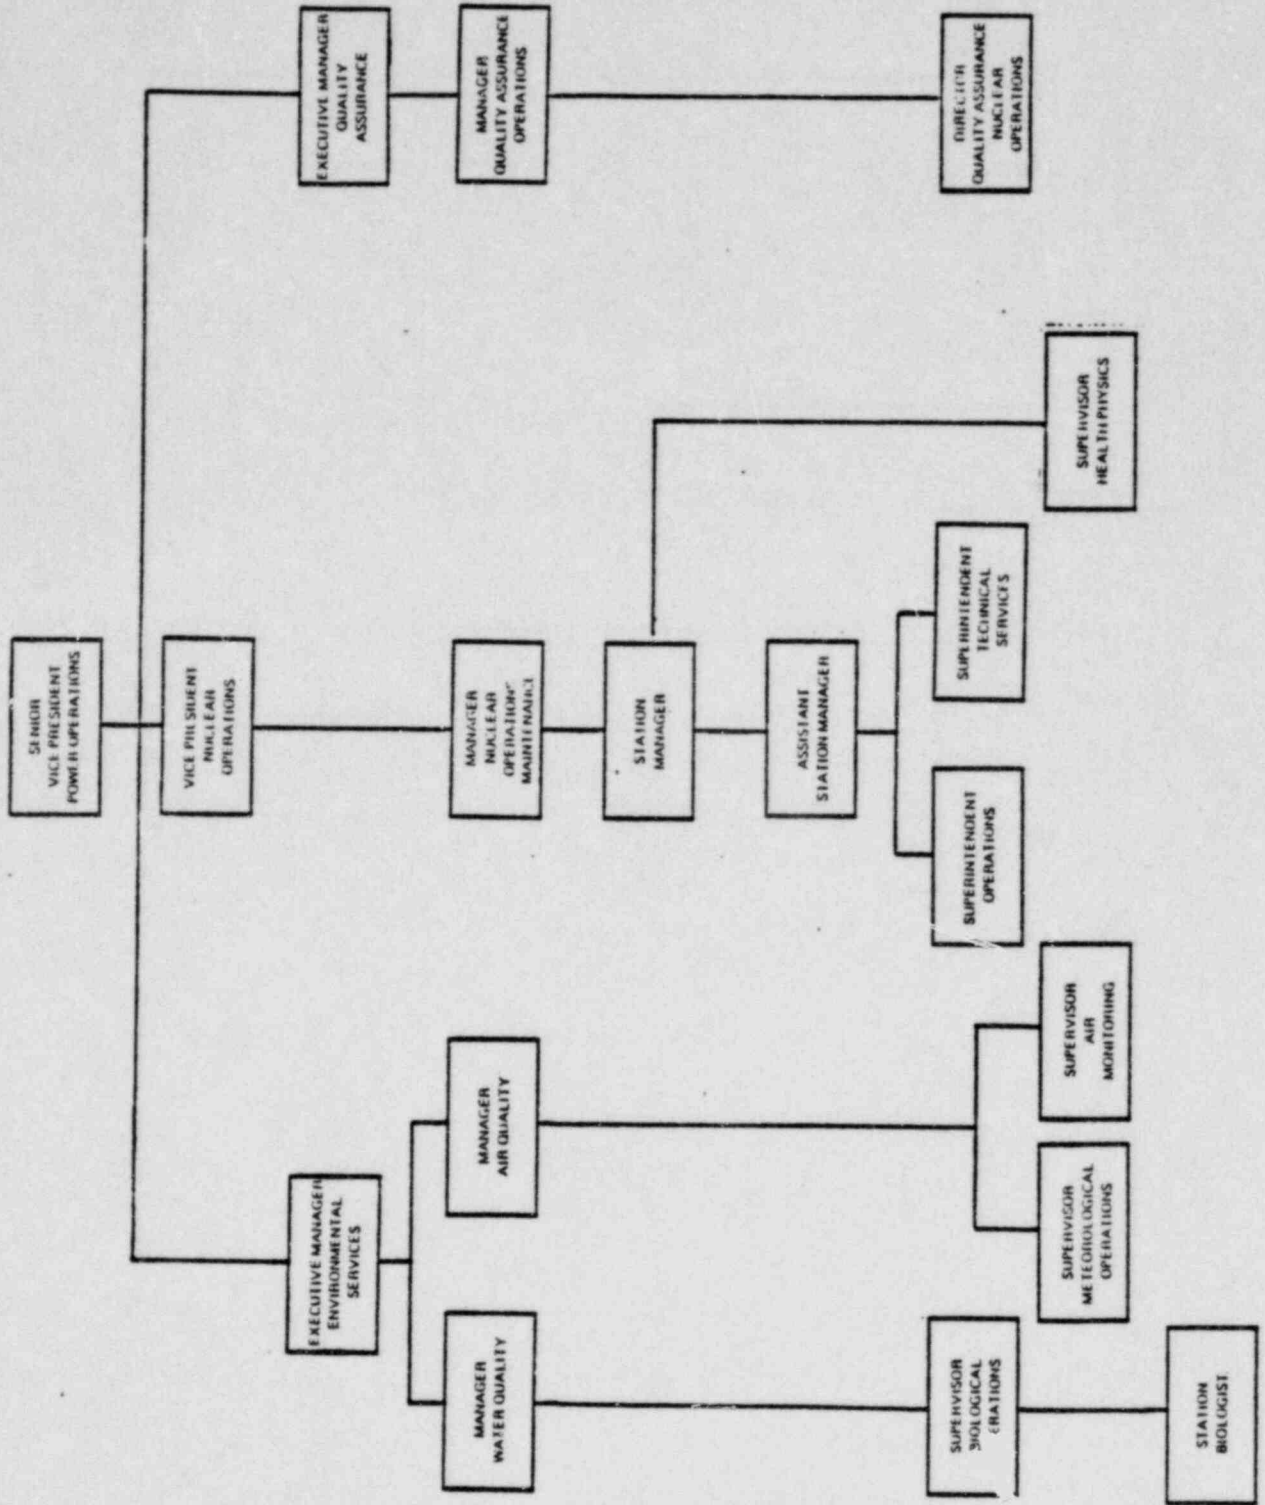 SENIOR
VICE PRESIDENT
POWER OPERATIONS
VICE PRESIDENT
NUCLEAR
OPERATIONS
EXECUTIVE MANAGER
ENVIRONMENTAL
SERVICES
EXECUTIVE MANAGER
QUALITY
ASSURANCE
MANAGER
WATER QUALITY
MANAGER
AIR QUALITY
MANAGER
NUCLEAR
OPERATIONS
MAINTENANCE
MANAGER
QUALITY ASSURANCE
OPERATIONS
STATION
MANAGER
ASSISTANT
STATION MANAGER
SUPERVISOR
BIOLOGICAL
ERATIONS
SUPERINTENDENT
OPERATIONS
SUPERINTENDENT
TECHNICAL
SERVICES
DIRECTOR
QUALITY ASSURANCE
NUCLEAR
OPERATIONS
SUPERVISOR
METEOROLOGICAL
OPERATIONS
SUPERVISOR
AIR
MONITORING
SUPERVISOR
HEALTH PHYSICS
STATION
BIOLOGIST